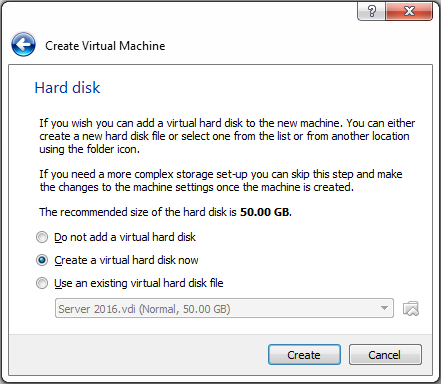 Create Virtual Machine
Hard disk
If you wish you can add a virtual hard disk to the new machine. You can either
create a new hard disk file or select one from the list or from another location
using the folder icon.
If you need a more complex storage set-up you can skip this step and make
the changes to the machine settings once the machine is created.
The recommended size of the hard disk is 50.00 GB.
Do not add a virtual hard disk
Create a virtual hard disk now
Use an existing virtual hard disk file
Server 2016.vdi (Normal, 50.00 GB)
Create Cancel